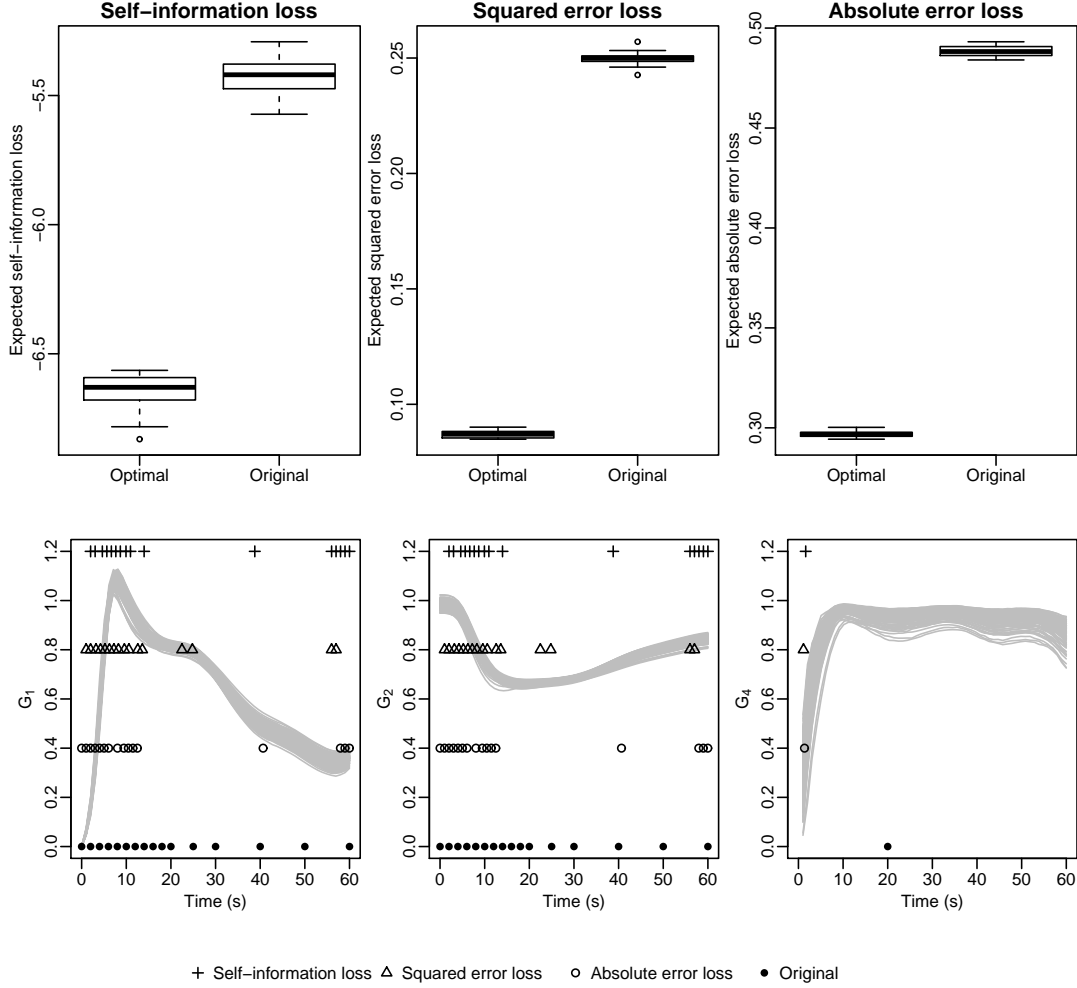 Self−information loss
Expected self−information loss
−5.5
−6.0
−6.5
Optimal Original
Squared error loss
Expected squared error loss
0.25
0.20
0.15
0.10
Optimal Original
Absolute error loss
Expected absolute error loss
0.50
0.45
0.40
0.35
0.30
Optimal Original
G1
1.2
1.0
0.8
0.6
0.4
0.2
0.0
0 10 20 30 40 50 60
Time (s)
G2
1.2
1.0
0.8
0.6
0.4
0.2
0.0
0 10 20 30 40 50 60
Time (s)
G4
1.2
1.0
0.8
0.6
0.4
0.2
0.0
0 10 20 30 40 50 60
Time (s)
Self−information loss Squared error loss Absolute error loss Original